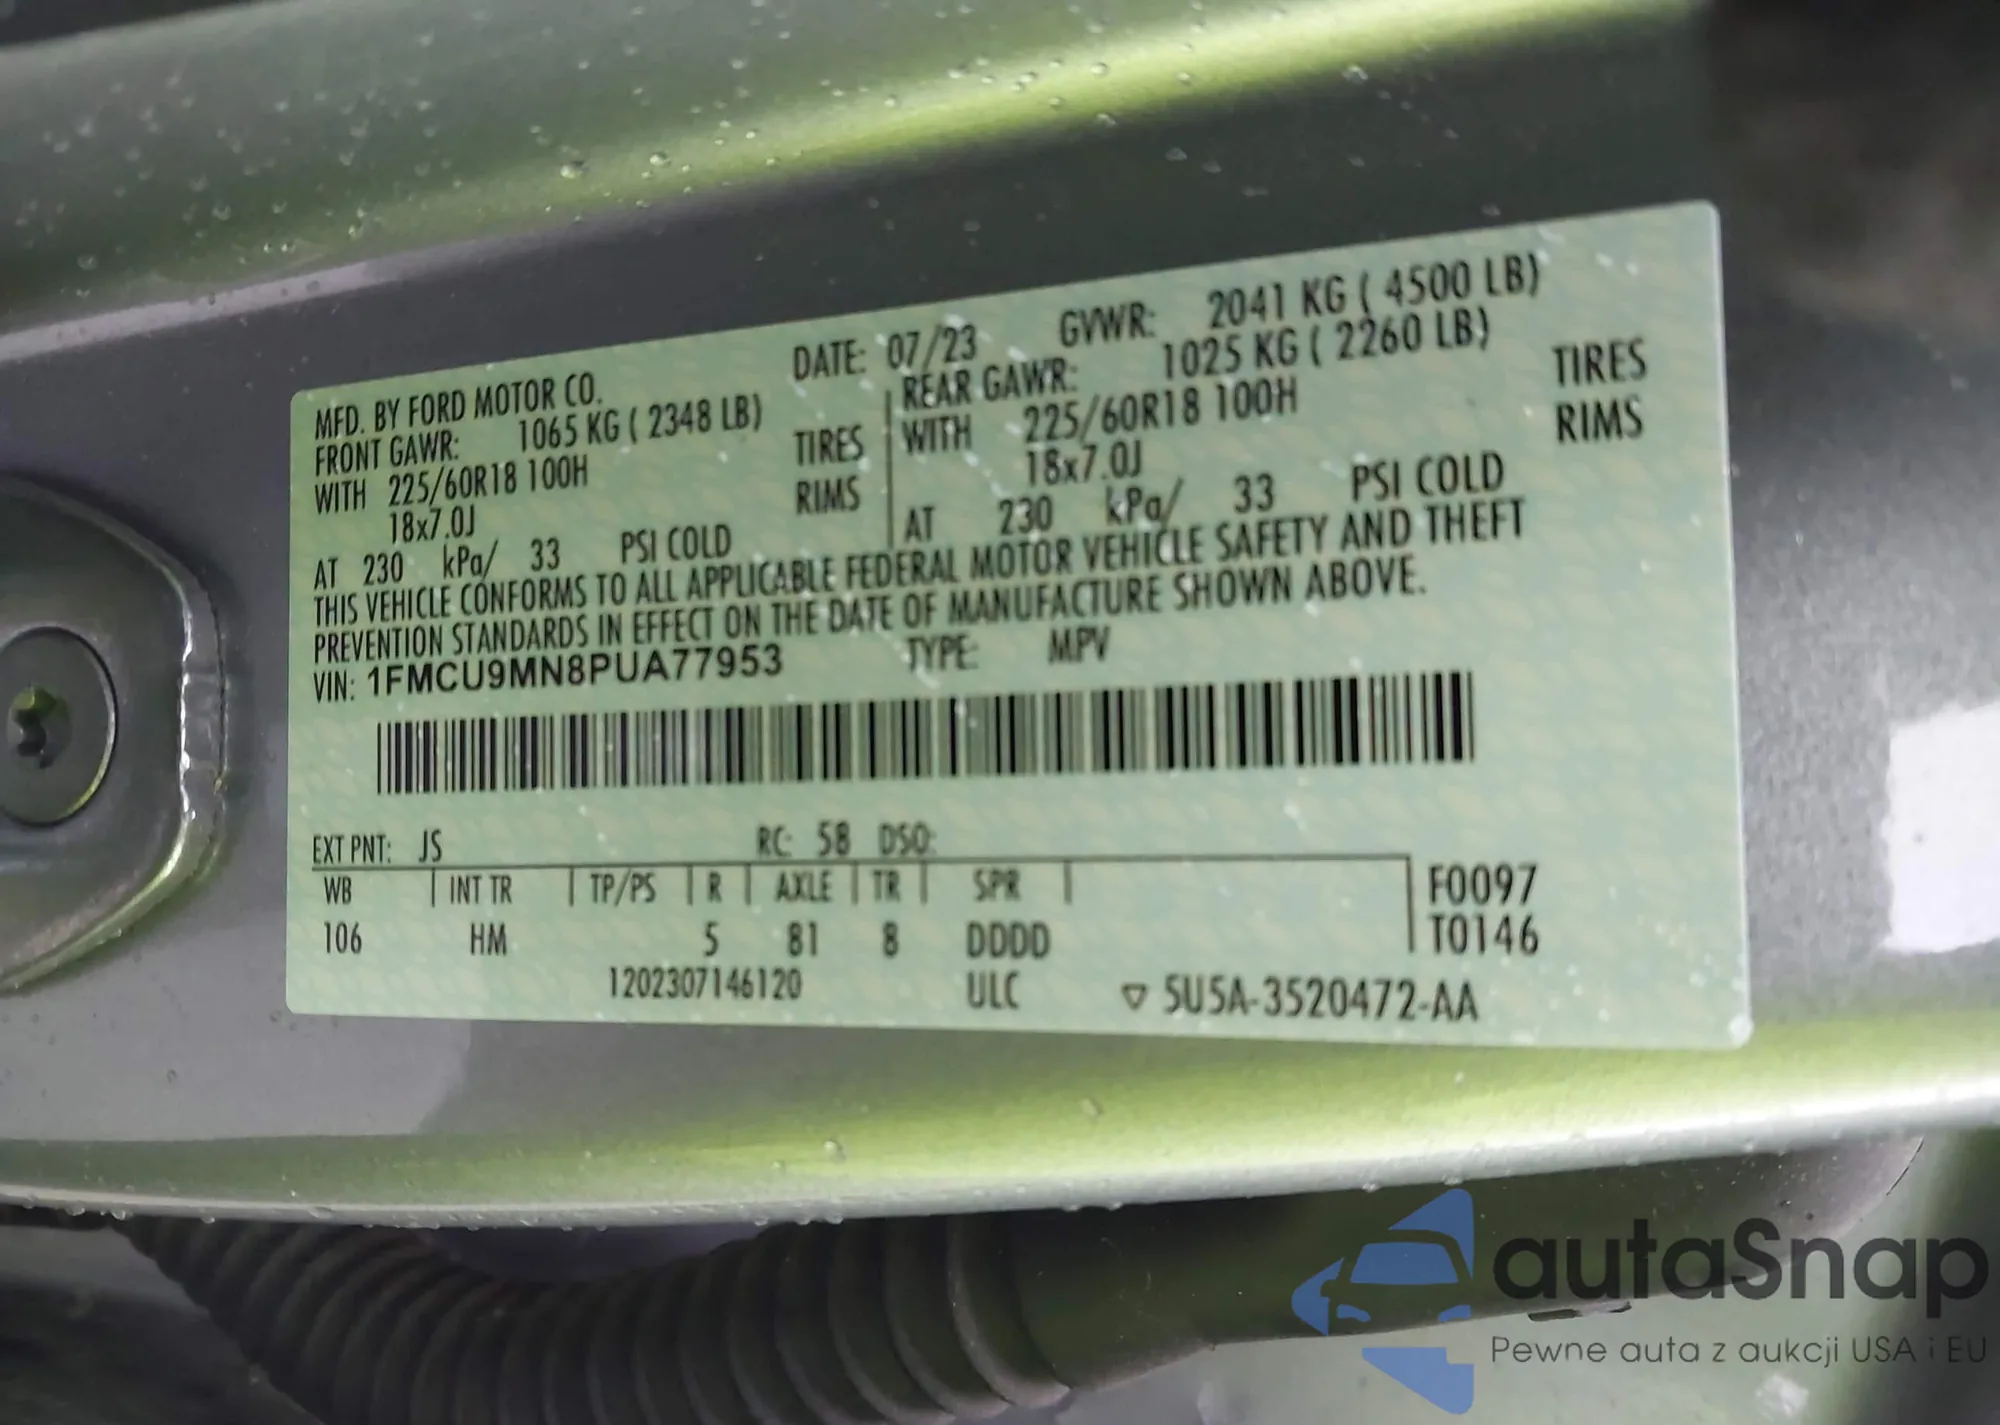 MFD. BY FORD MOTOR CO.
DATE: 07/23
GVWR: 2041 KG ( 4500 LB)
FRONT GAWR: 1065 KG ( 2348 LB)
REAR GAWR: 1025 KG ( 2260 LB)
WITH 225/60R18 100H TIRES
WITH 225/60R18 100H TIRES
18x7.0J RIMS
18x7.0J RIMS
AT 230 kPa/ 33 PSI COLD
AT 230 kPa/ 33 PSI COLD
THIS VEHICLE CONFORMS TO ALL APPLICABLE FEDERAL MOTOR VEHICLE SAFETY AND THEFT
PREVENTION STANDARDS IN EFFECT ON THE DATE OF MANUFACTURE SHOWN ABOVE.
VIN: 1FMCU9MN8PUA77953 TYPE: MPV
EXT PNT: JS RC: 58 DSO:
WB INT TR TP/PS R AXLE TR SPR F0097
106 HM 5 81 8 DDDD T0146
1202307146120 ULC ▽ 5U5A-3520472-AA
autaSnap
Pewne auta z aukcji USA i EU